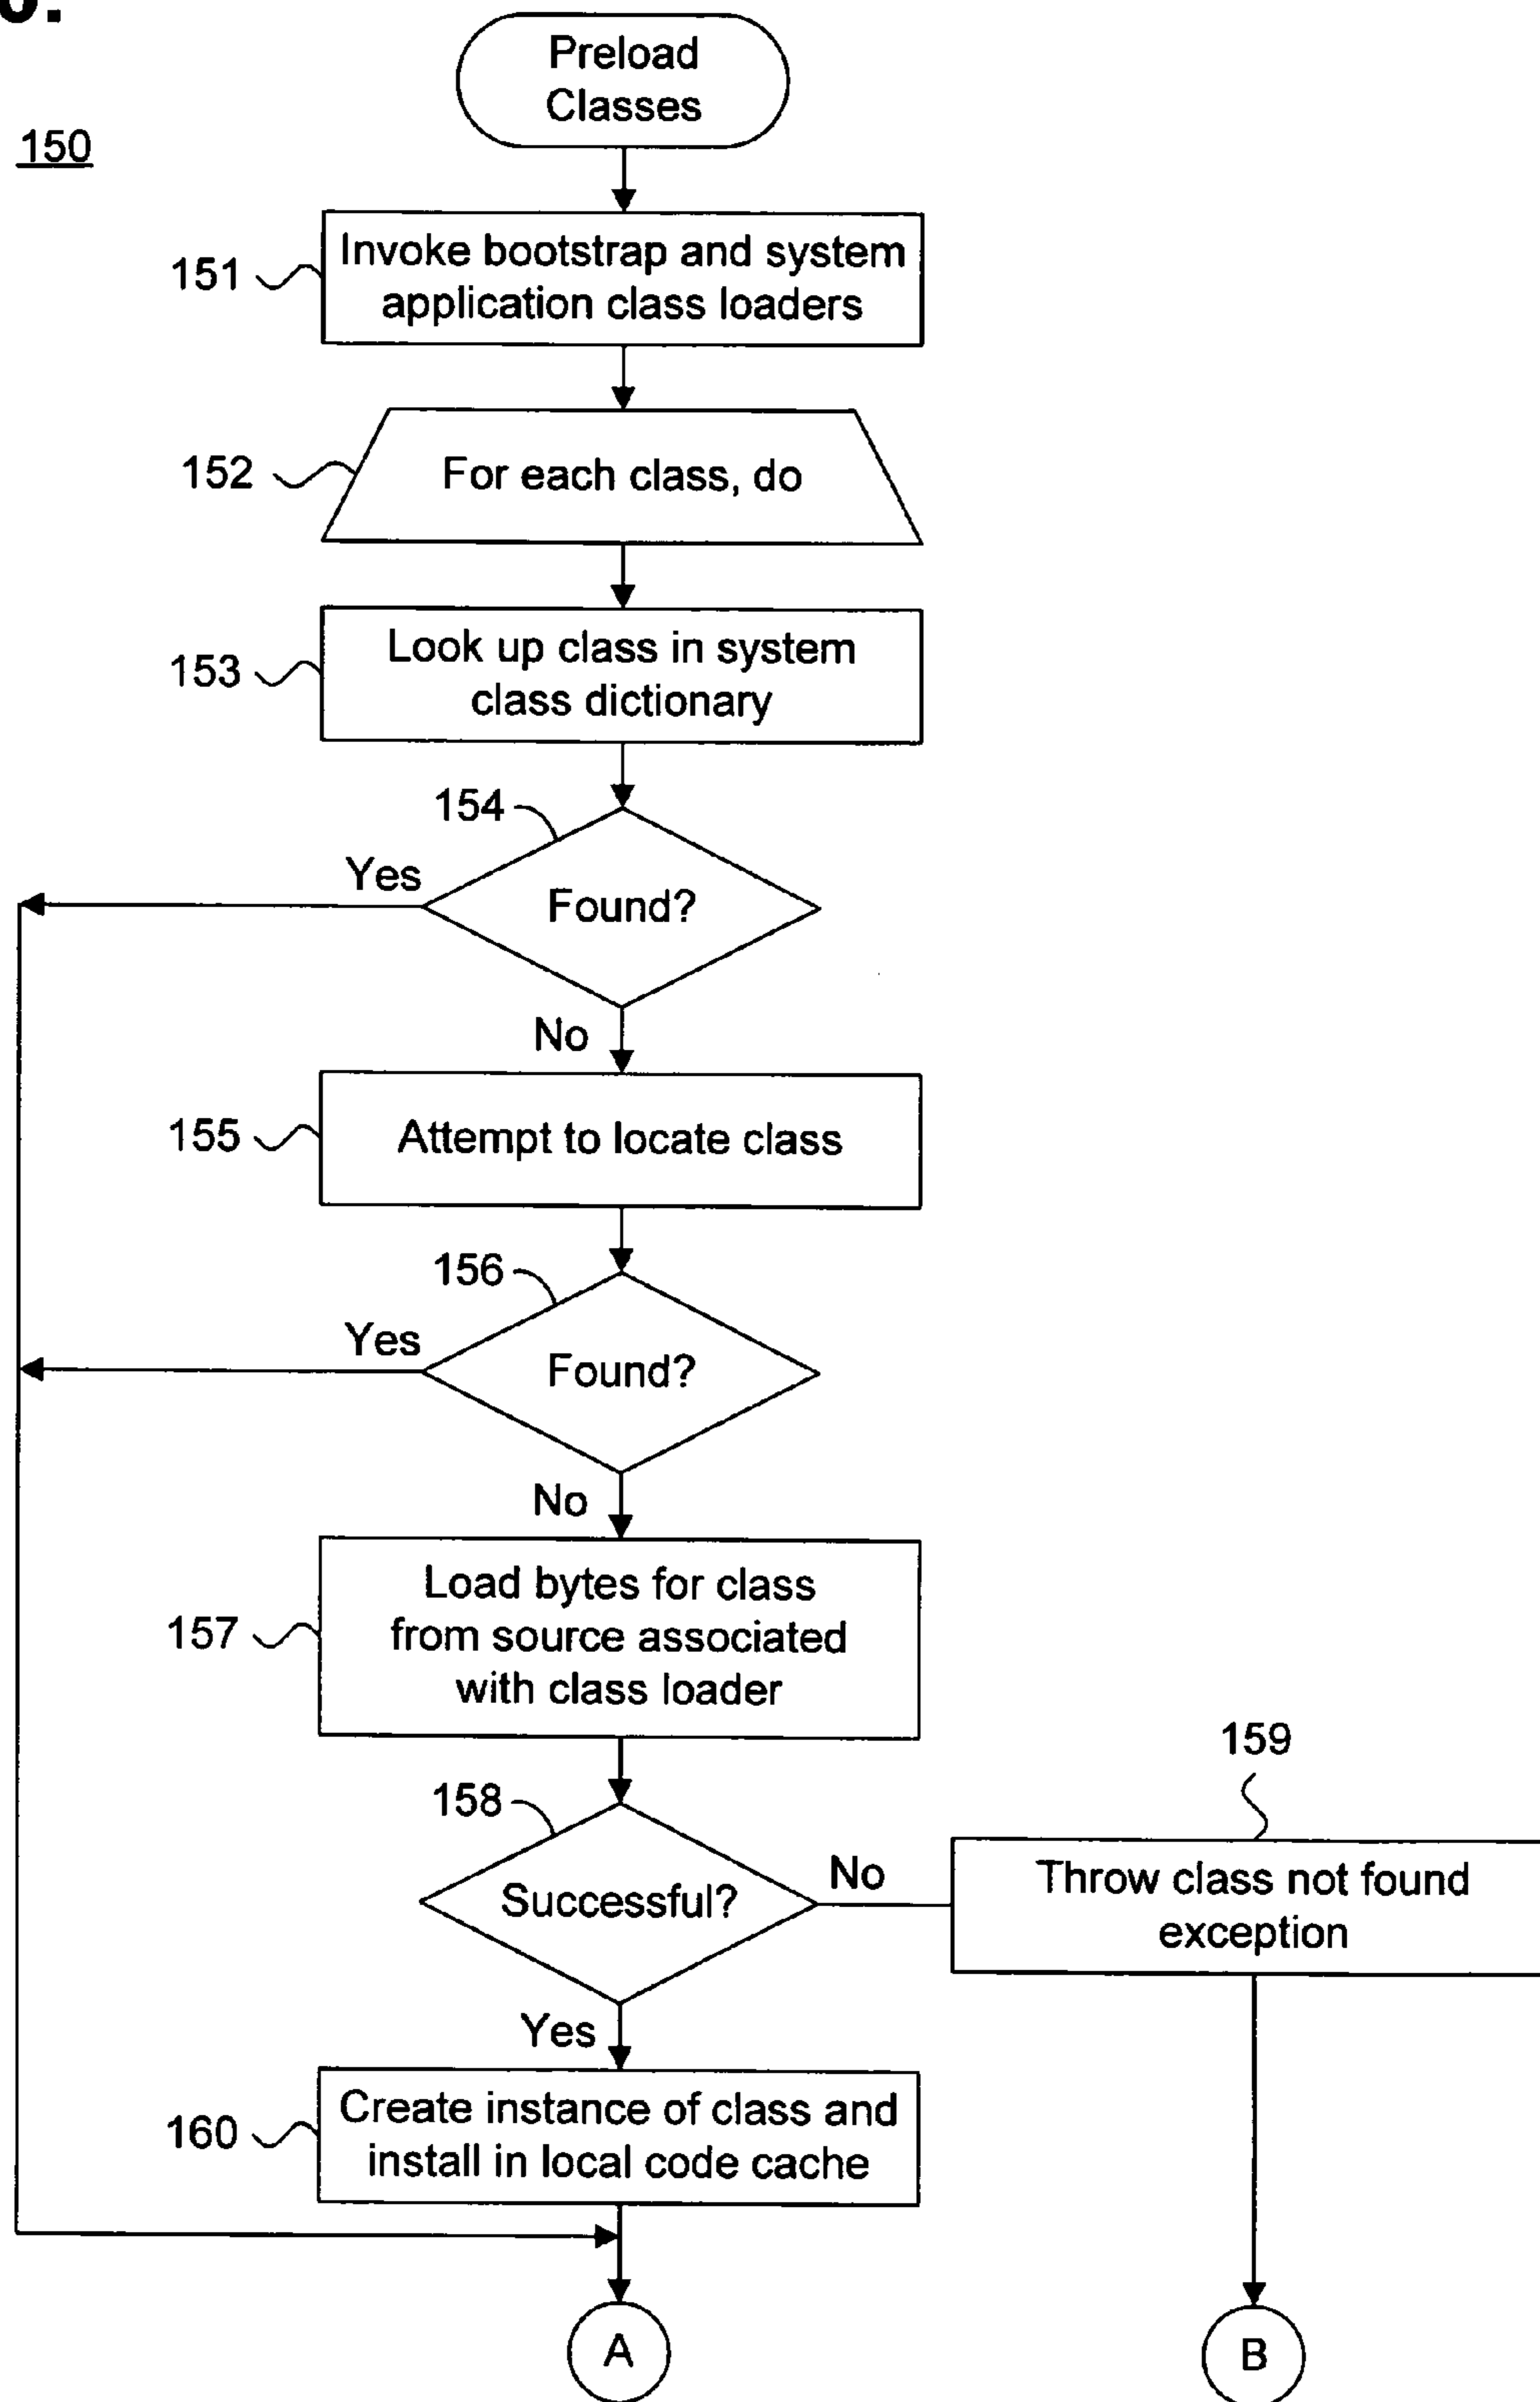 150
Preload
Classes
151
Invoke bootstrap and system
application class loaders
152
For each class, do
153
Look up class in system
class dictionary
154
Yes
Found?
No
155
Attempt to locate class
156
Yes
Found?
No
157
Load bytes for class
from source associated
with class loader
158
Successful?
No
159
Throw class not found
exception
Yes
160
Create instance of class and
install in local code cache
A
B